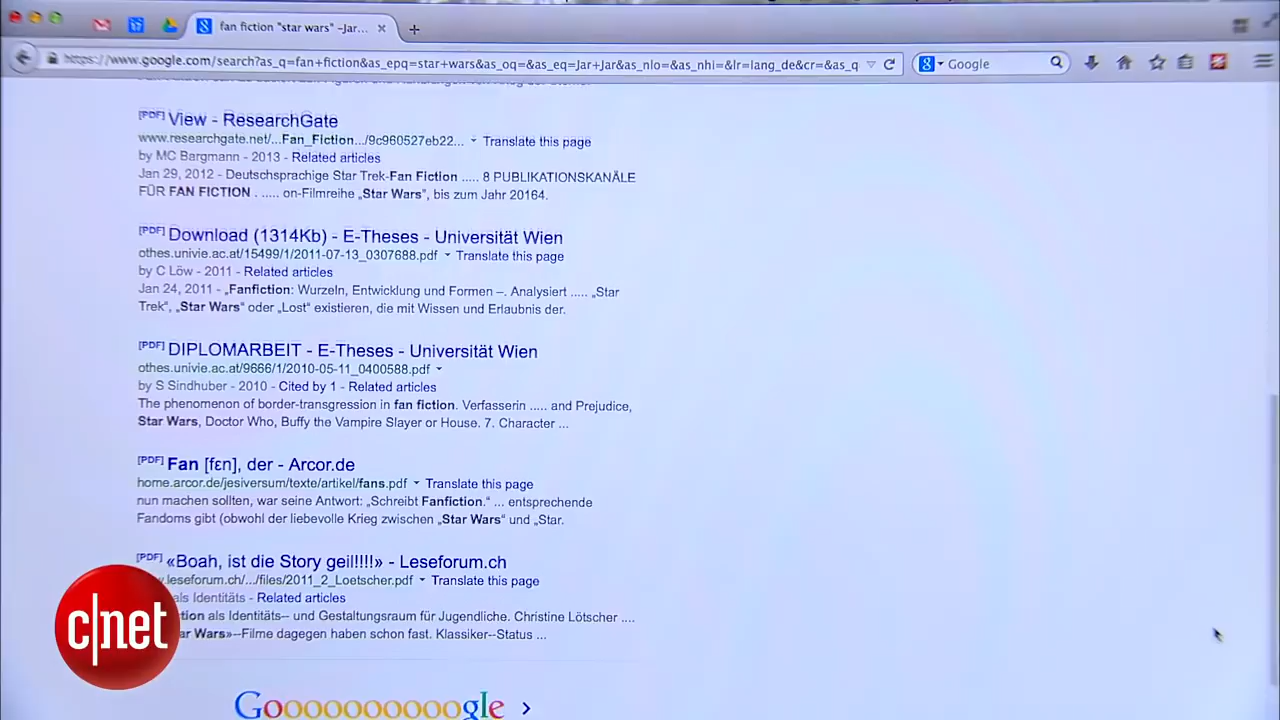 fan fiction "star wars" -Jar...
https://www.google.com/search?as_q=fan+fiction&as_epq=star+wars&as_oq=&as_eq=Jar+Jar&as_nlo=&as_nhi=&lr=lang_de&cr=&as_q
Google
[PDF] View - ResearchGate
www.researchgate.net/...Fan_Fiction.../9c960527eb22... Translate this page
by MC Bargmann - 2013 - Related articles
Jan 29, 2012 - Deutschsprachige Star Trek-Fan Fiction ..... 8 PUBLIKATIONSKANÄLE
FÜR FAN FICTION . ..... on-Filmreihe „Star Wars“, bis zum Jahr 20164.
[PDF] Download (1314Kb) - E-Theses - Universität Wien
othes.univie.ac.at/15499/1/2011-07-13_0307688.pdf Translate this page
by C Löw - 2011 - Related articles
Jan 24, 2011 - „Fanfiction: Wurzeln, Entwicklung und Formen –. Analysiert ..... „Star
Trek“, „Star Wars“ oder „Lost“ existieren, die mit Wissen und Erlaubnis der.
[PDF] DIPLOMARBEIT - E-Theses - Universität Wien
othes.univie.ac.at/9666/1/2010-05-11_0400588.pdf
by S Sindhuber - 2010 - Cited by 1 - Related articles
The phenomenon of border-transgression in fan fiction. Verfasserin ..... and Prejudice,
Star Wars, Doctor Who, Buffy the Vampire Slayer or House. 7. Character ...
[PDF] Fan [fɛn], der - Arcor.de
home.arcor.de/jesiversum/texte/artikel/fans.pdf Translate this page
nun machen sollten, war seine Antwort: „Schreibt Fanfiction.“ ... entsprechende
Fandoms gibt (obwohl der liebevolle Krieg zwischen „Star Wars“ und „Star.
[PDF] «Boah, ist die Story geil!!!!» - Leseforum.ch
.leseforum.ch/.../files/2011_2_Loetscher.pdf Translate this page
als Identitäts - Related articles
tion als Identitäts-- und Gestaltungsraum für Jugendliche. Christine Lötscher ....
ar Wars»--Filme dagegen haben schon fast. Klassiker--Status ...
c|net
Goooooooooogle